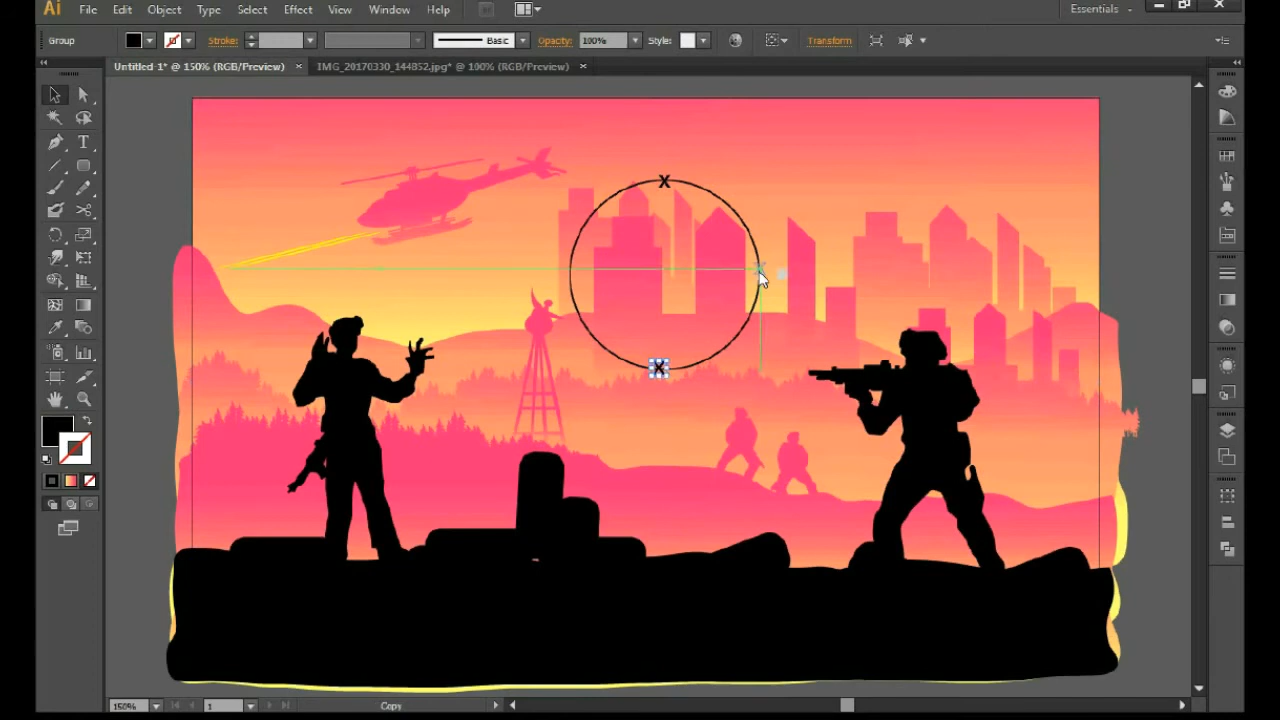 Ai File Edit Object Type Select Effect View Window Help Br Essentials
Group Stroke: Basic Opacity: 100% Style: Transform
Untitled-1* @ 150% (RGB/Preview) × IMG_20170330_144852.jpg* @ 100% (RGB/Preview) ×
T
X
X
150% 1 Copy